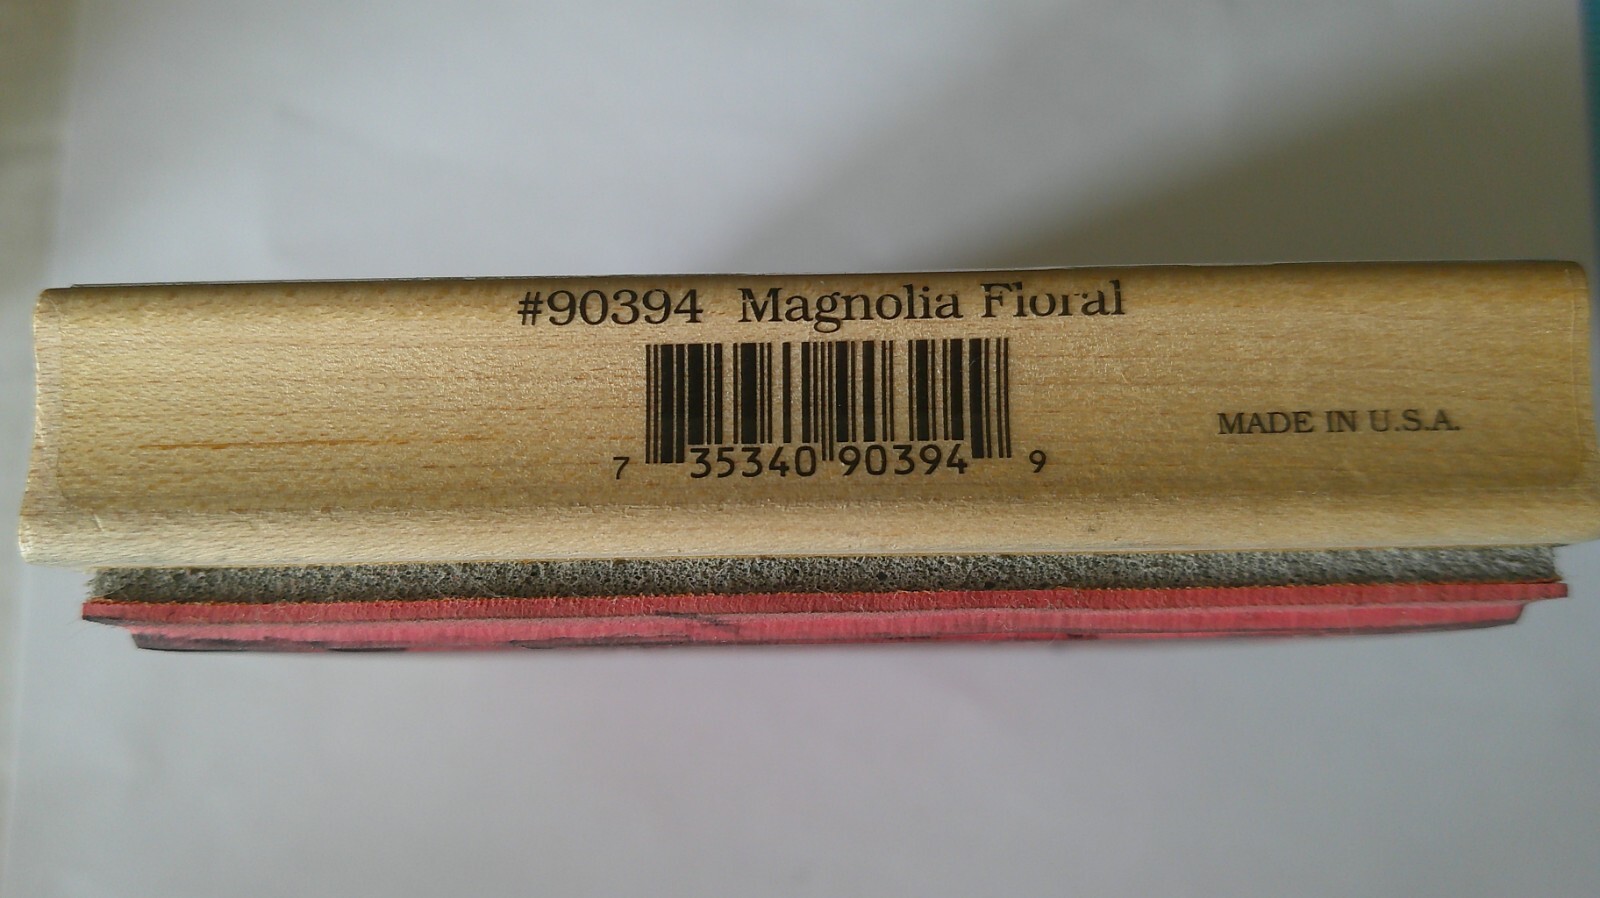 #90394 Magnolia Floral
7 35340 90394 9
MADE IN U.S.A.